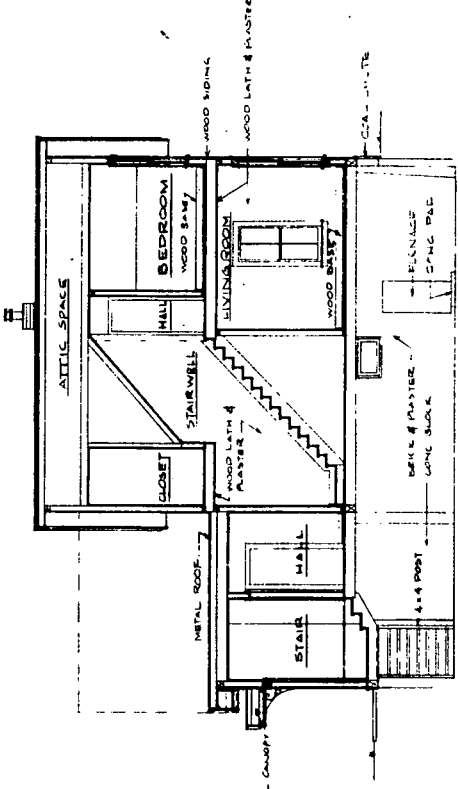 WOOD LATH & PLASTER
WOOD SIDING
ATTIC SPACE
BEDROOM
WOOD BASE
HALL
CLOSET
STAIRWELL
LIVING ROOM
WOOD BASE
WOOD LATH &
PLASTER
METAL ROOF
HALL
STAIR
CANOPY
FURNACE
CONC PAD
PLASTER
CONC BLOCK
4x4 POST